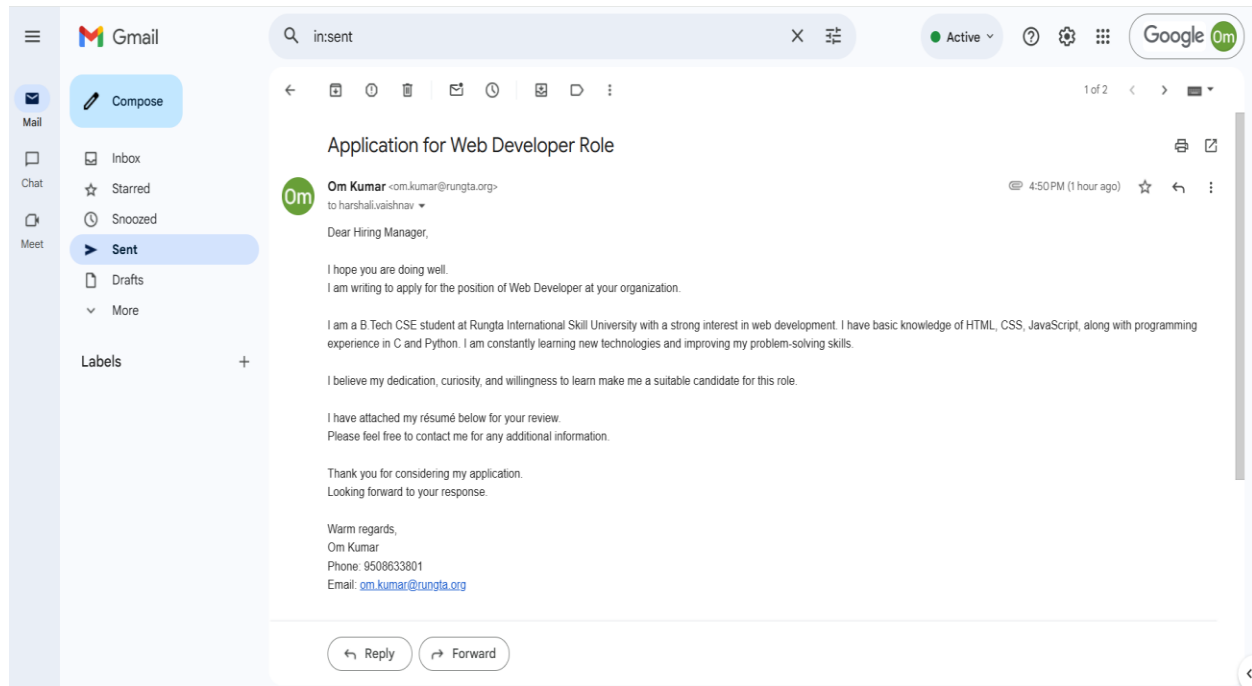 Gmail
in:sent
Active
Google Om
Mail
Chat
Meet
Compose
Inbox
Starred
Snoozed
Sent
Drafts
More
Labels
1 of 2
Application for Web Developer Role
Om
Om Kumar <om.kumar@rungta.org>
4:50 PM (1 hour ago)
to harshali.vaishnav
Dear Hiring Manager,
I hope you are doing well.
I am writing to apply for the position of Web Developer at your organization.
I am a B.Tech CSE student at Rungta International Skill University with a strong interest in web development. I have basic knowledge of HTML, CSS, JavaScript, along with programming
experience in C and Python. I am constantly learning new technologies and improving my problem-solving skills.
I believe my dedication, curiosity, and willingness to learn make me a suitable candidate for this role.
I have attached my résumé below for your review.
Please feel free to contact me for any additional information.
Thank you for considering my application.
Looking forward to your response.
Warm regards,
Om Kumar
Phone: 9508633801
Email: om.kumar@rungta.org
Reply
Forward